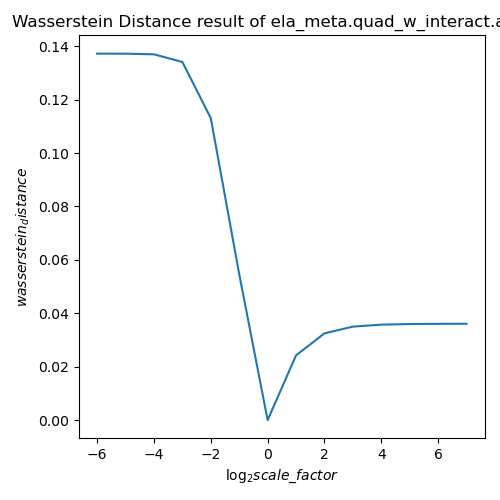 Wasserstein Distance result of ela_meta.quad_w_interact.a
0.14
0.12
0.10
0.08
0.06
0.04
0.02
0.00
wasserstein_distance
−6 −4 −2 0 2 4 6
log₂scale_factor